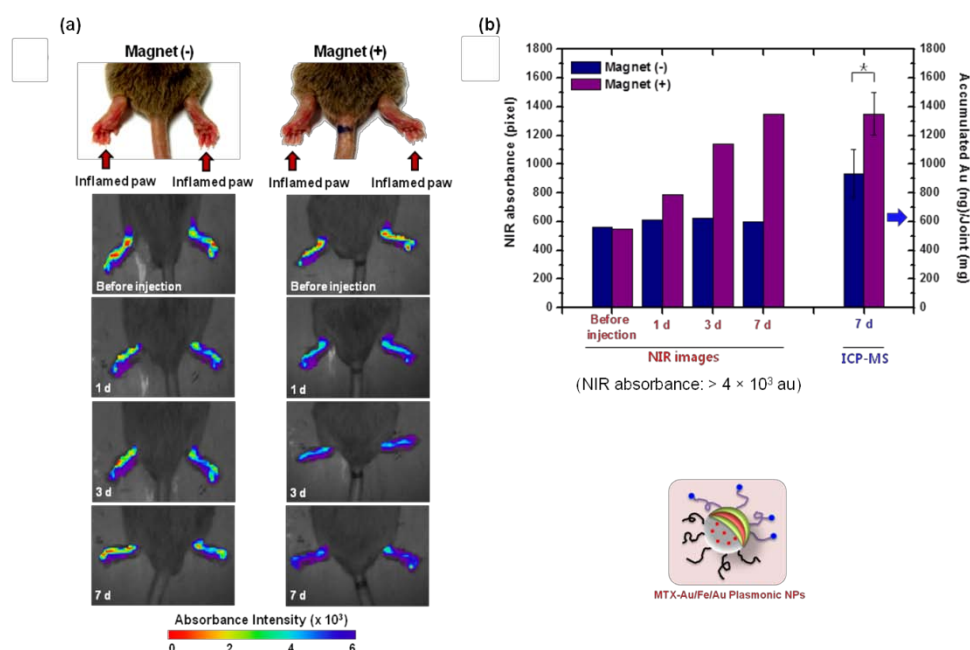 (a)
Magnet (-)
Magnet (+)
Inflamed paw
Inflamed paw
Inflamed paw
Inflamed paw
Before injection
Before injection
1 d
1 d
3 d
3 d
7 d
7 d
Absorbance Intensity (x 10³)
0 2 4 6
(b)
1800
1600
1400
1200
1000
800
600
400
200
0
NIR absorbance (pixel)
Magnet (-)
Magnet (+)
*
1800
1600
1400
1200
1000
800
600
400
200
0
Accumulated Au (ng)/Joint (mg)
Before
injection
1 d
3 d
7 d
7 d
NIR images
ICP-MS
(NIR absorbance: > 4 × 10³ au)
MTX-Au/Fe/Au Plasmonic NPs